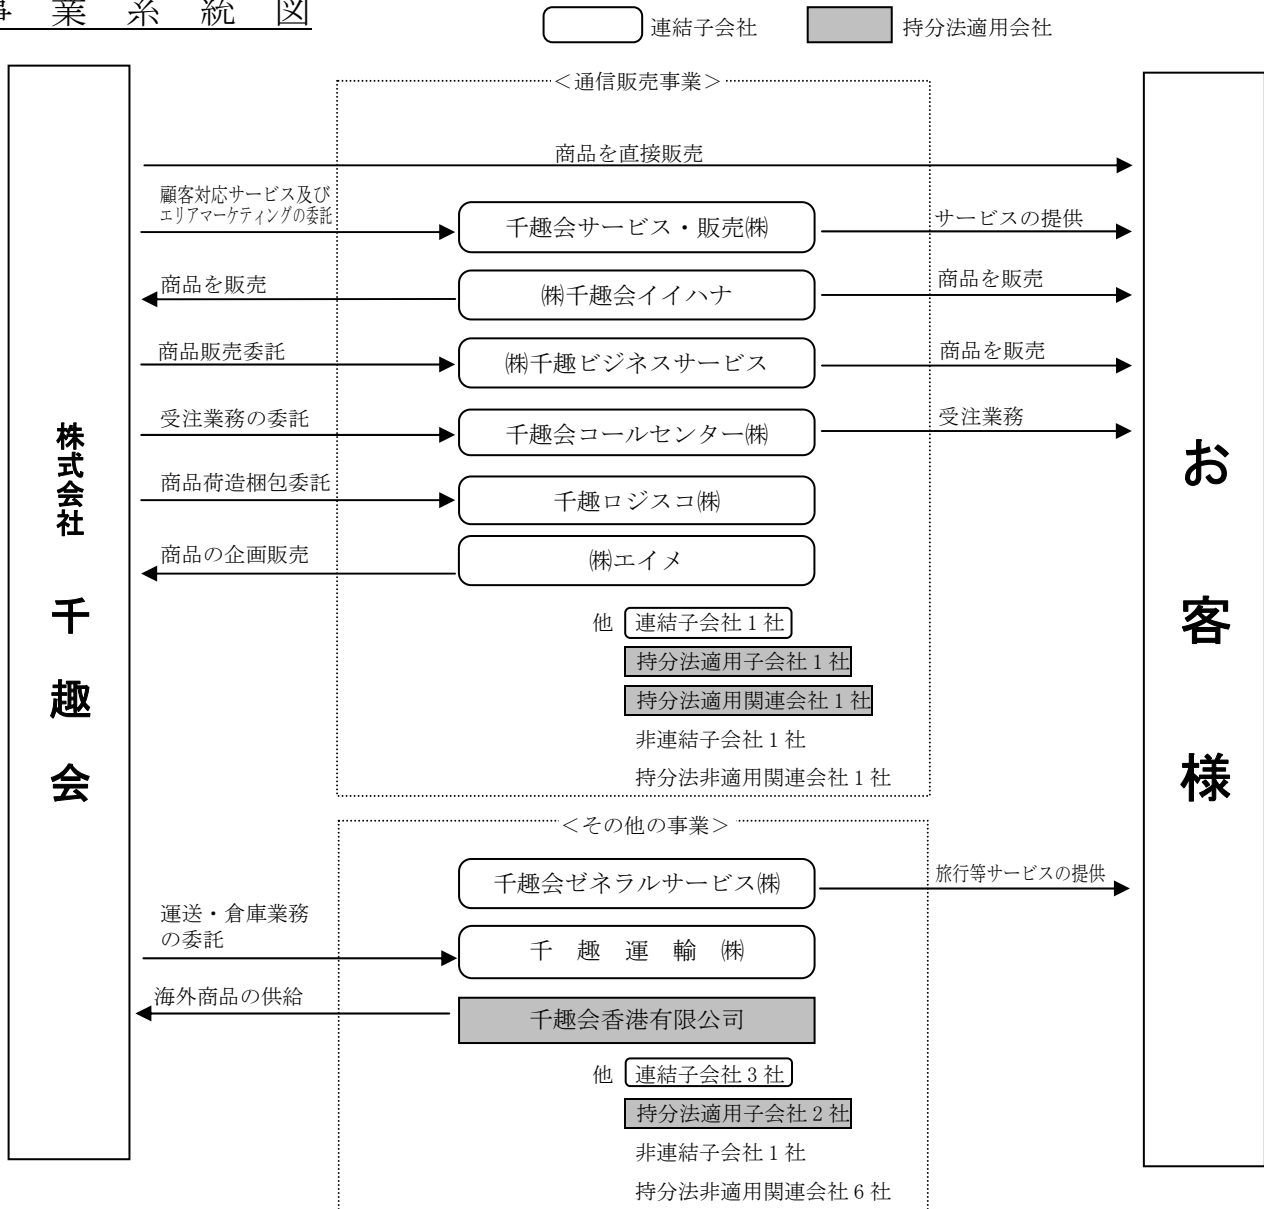 事業系統図
連結子会社
持分法適用会社
株式会社 千趣会
お客様
＜通信販売事業＞
商品を直接販売
顧客対応サービス及び
エリアマーケティングの委託
千趣会サービス・販売㈱
サービスの提供
商品を販売
㈱千趣会イイハナ
商品を販売
商品販売委託
㈱千趣ビジネスサービス
商品を販売
受注業務の委託
千趣会コールセンター㈱
受注業務
商品荷造梱包委託
千趣ロジスコ㈱
商品の企画販売
㈱エイメ
他 連結子会社１社
持分法適用子会社１社
持分法適用関連会社１社
非連結子会社１社
持分法非適用関連会社１社
＜その他の事業＞
千趣会ゼネラルサービス㈱
旅行等サービスの提供
運送・倉庫業務
の委託
千趣運輸㈱
海外商品の供給
千趣会香港有限公司
他 連結子会社３社
持分法適用子会社２社
非連結子会社１社
持分法非適用関連会社６社